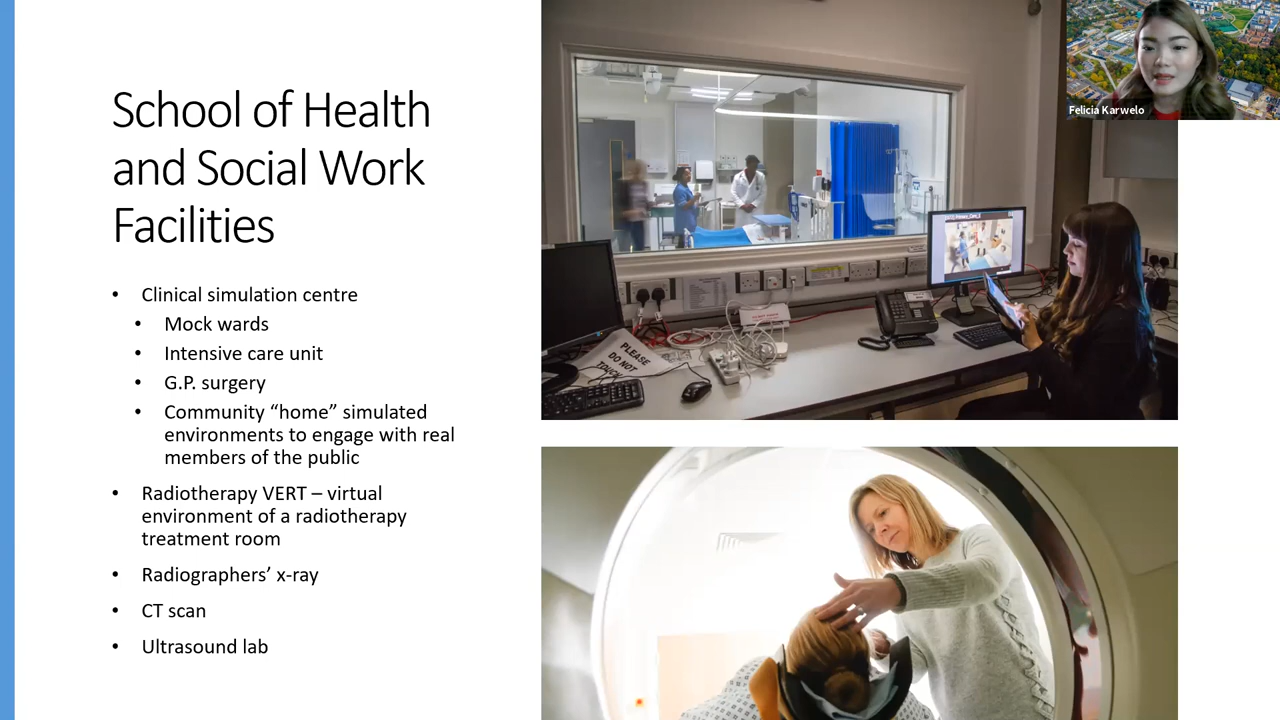 School of Health
and Social Work
Facilities
• Clinical simulation centre
• Mock wards
• Intensive care unit
• G.P. surgery
• Community “home” simulated
environments to engage with real
members of the public
• Radiotherapy VERT – virtual
environment of a radiotherapy
treatment room
• Radiographers’ x-ray
• CT scan
• Ultrasound lab
PLEASE
DO NOT
TOUCH
Felicia Karwelo